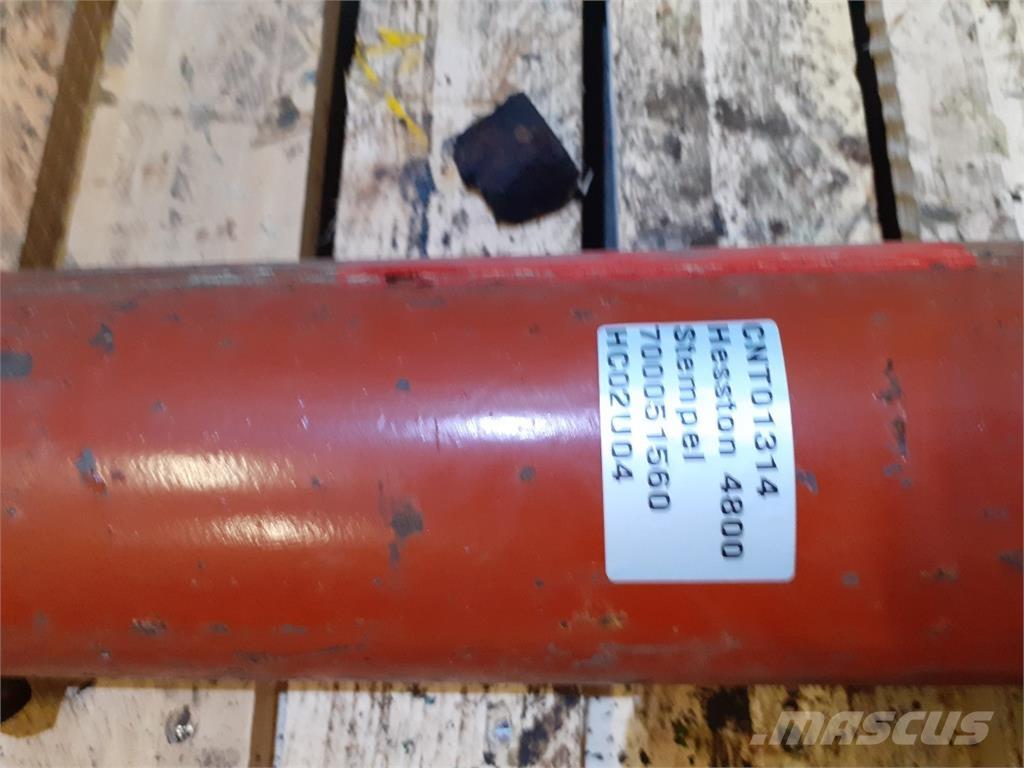 CNT01314
Hesston 4800
Stempel
700051560
HC02U04
MASCUS